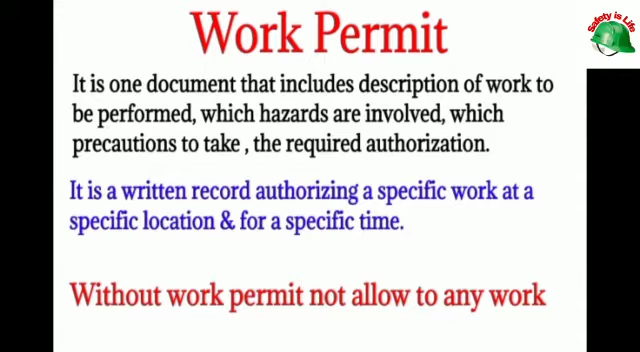 Work Permit
Safety is Life
It is one document that includes description of work to
be performed, which hazards are involved, which
precautions to take , the required authorization.
It is a written record authorizing a specific work at a
specific location & for a specific time.
Without work permit not allow to any work